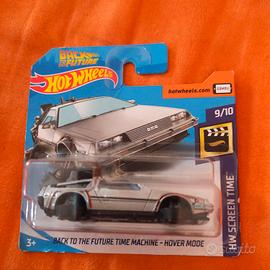 BACK TO THE
FUTURE
Hot Wheels
hotwheels.com
9/10
HW SCREEN TIME
3+
BACK TO THE FUTURE TIME MACHINE - HOVER MODE
subito